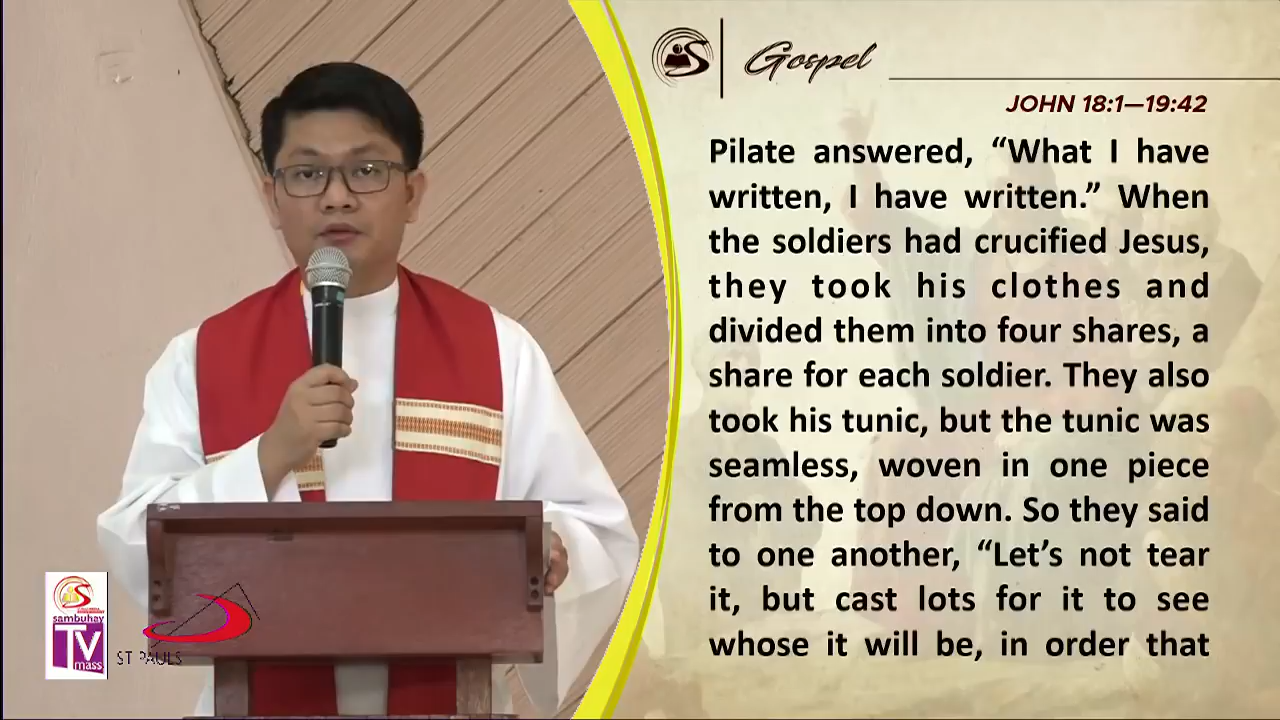 Gospel
JOHN 18:1—19:42
Pilate answered, “What I have
written, I have written.” When
the soldiers had crucified Jesus,
they took his clothes and
divided them into four shares, a
share for each soldier. They also
took his tunic, but the tunic was
seamless, woven in one piece
from the top down. So they said
to one another, “Let’s not tear
it, but cast lots for it to see
whose it will be, in order that
sambuhay
TV
mass
ST PAULS